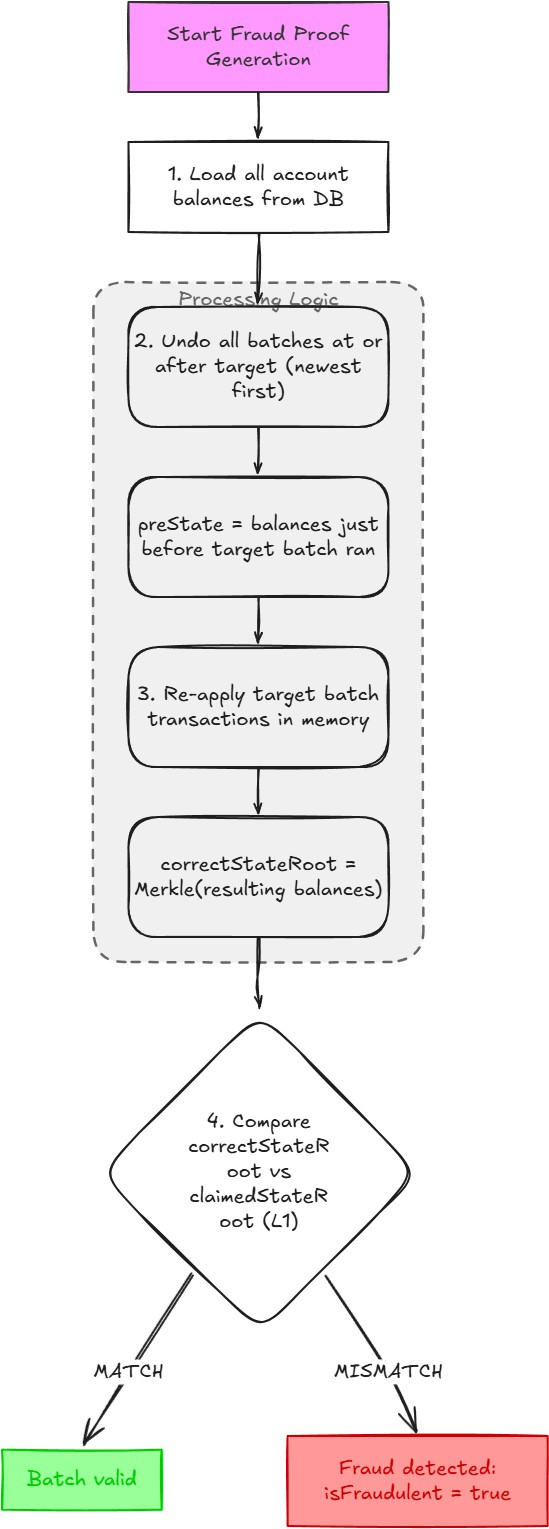 Start Fraud Proof
Generation
1. Load all account
balances from DB
Processing Logic
2. Undo all batches at or
after target (newest
first)
preState = balances just
before target batch ran
3. Re-apply target batch
transactions in memory
correctStateRoot =
Merkle(resulting balances)
4. Compare
correctStateR
oot vs
claimedStateR
oot (L1)
MATCH
MISMATCH
Batch valid
Fraud detected:
isFraudulent = true